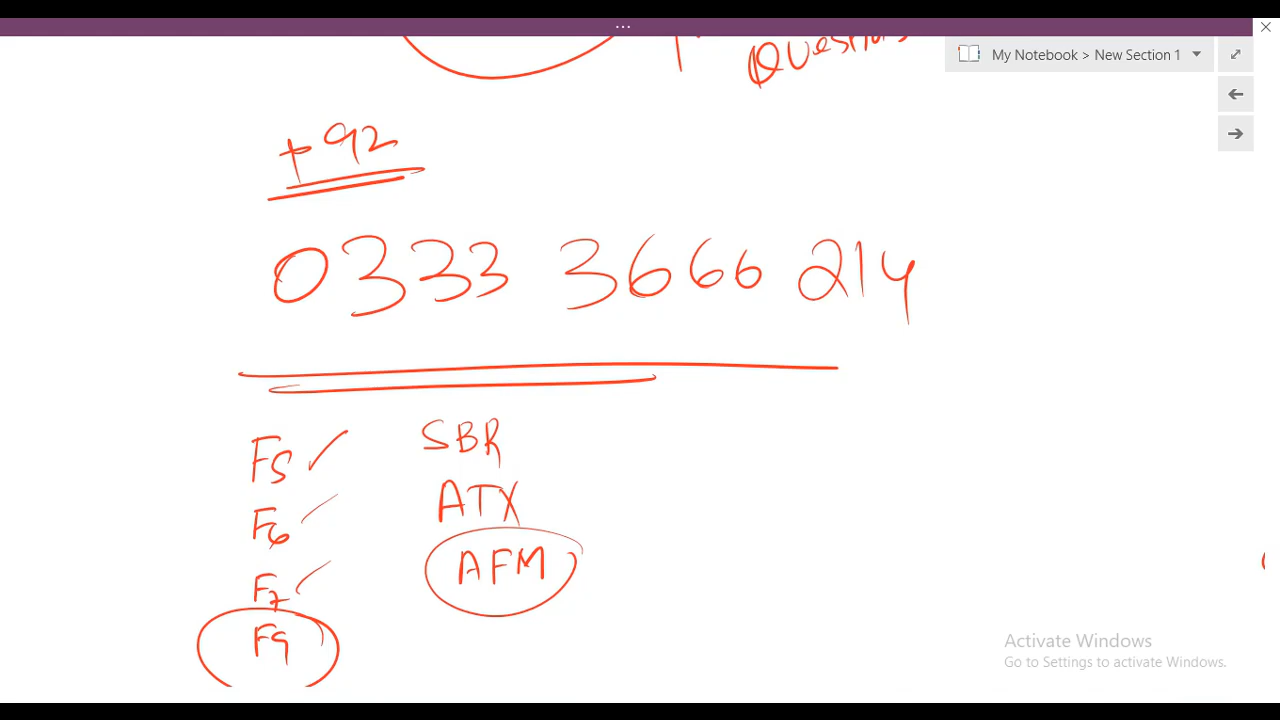 Questions
My Notebook > New Section 1
+92
0333 3666 214
F5 ✓ SBR
F6 ✓ ATX
F7 ✓ AFM
F9
Activate Windows
Go to Settings to activate Windows.